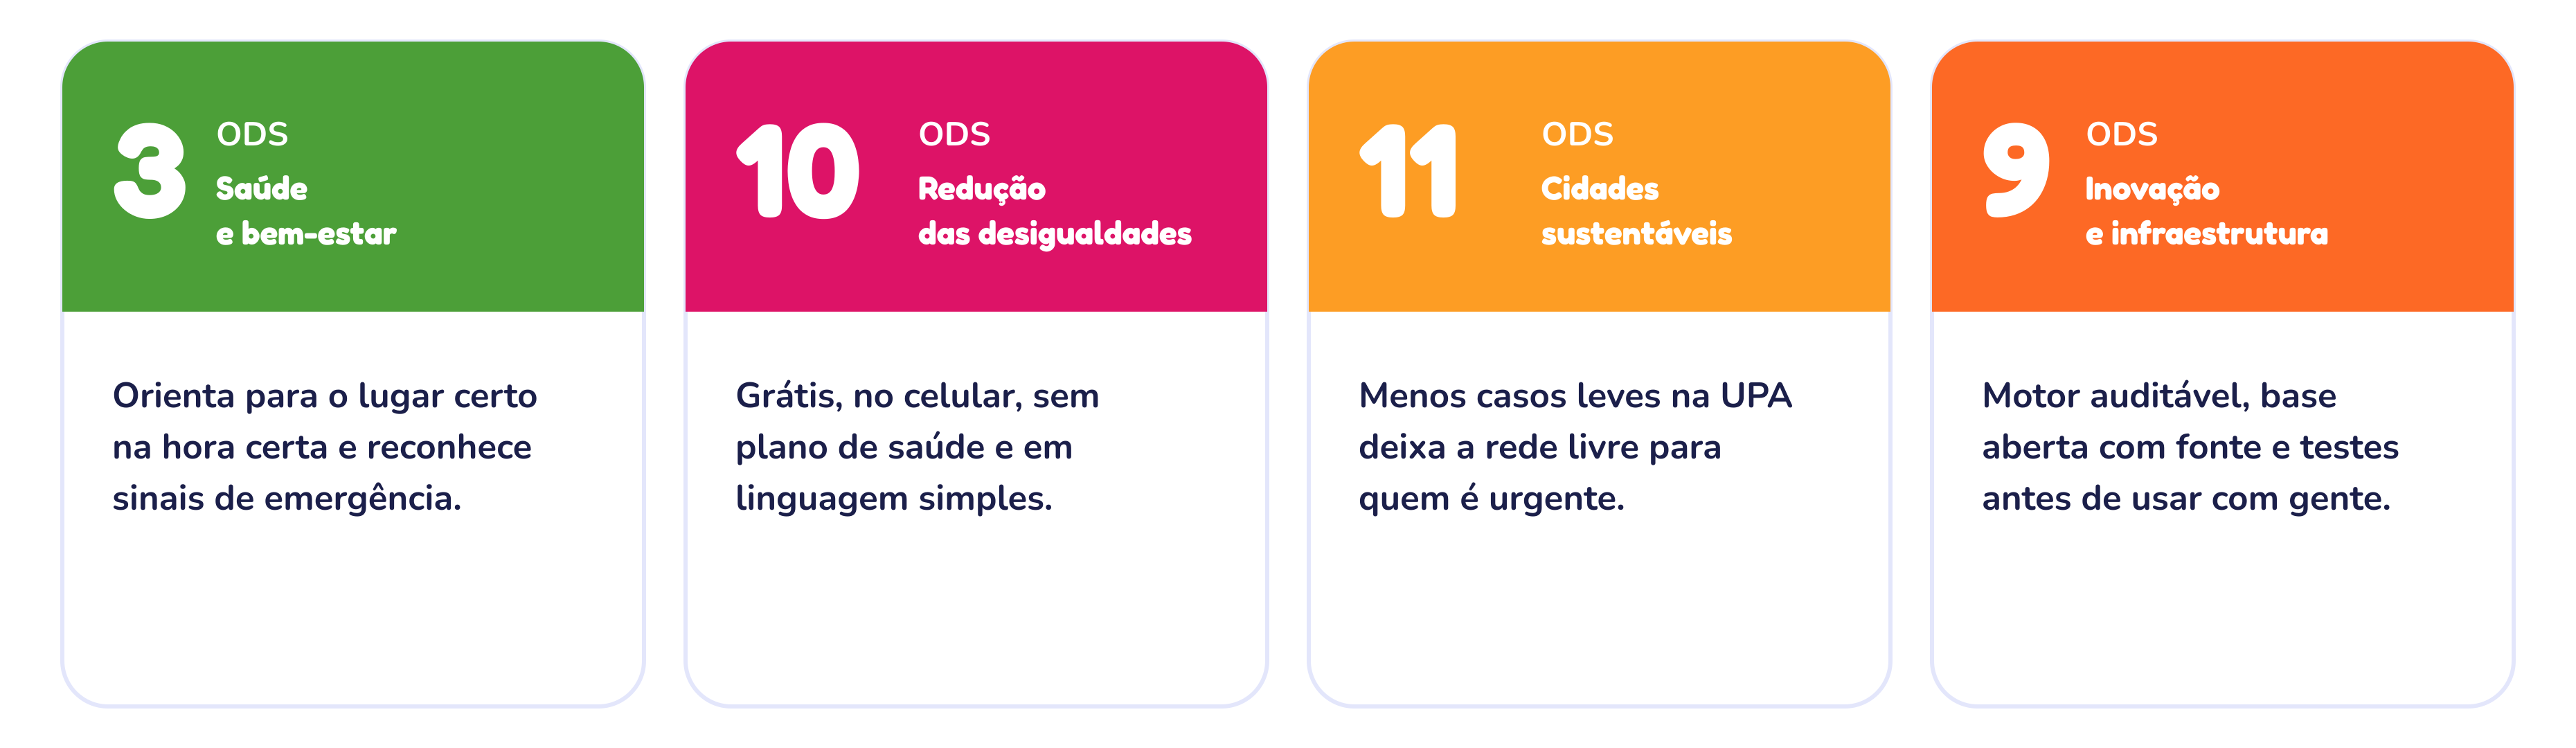 3
ODS
Saúde
e bem-estar
Orienta para o lugar certo
na hora certa e reconhece
sinais de emergência.
10
ODS
Redução
das desigualdades
Grátis, no celular, sem
plano de saúde e em
linguagem simples.
11
ODS
Cidades
sustentáveis
Menos casos leves na UPA
deixa a rede livre para
quem é urgente.
9
ODS
Inovação
e infraestrutura
Motor auditável, base
aberta com fonte e testes
antes de usar com gente.